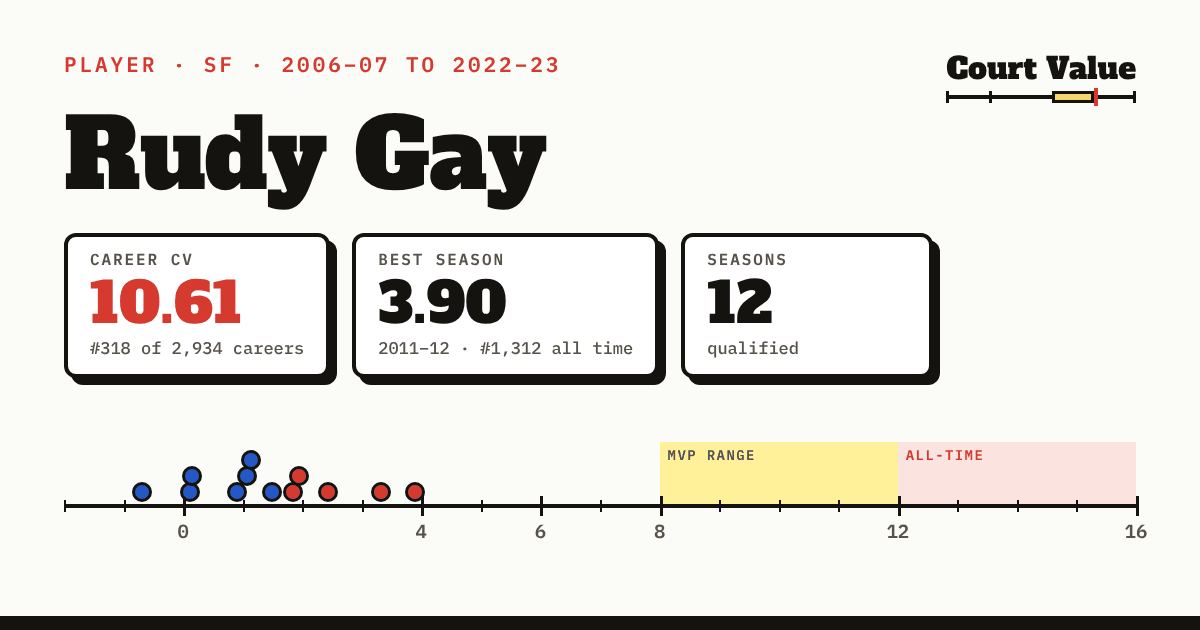 PLAYER · SF · 2006–07 TO 2022–23
Court Value
Rudy Gay
CAREER CV
10.61
#318 of 2,934 careers
BEST SEASON
3.90
2011–12 · #1,312 all time
SEASONS
12
qualified
MVP RANGE
ALL-TIME
0 4 6 8 12 16